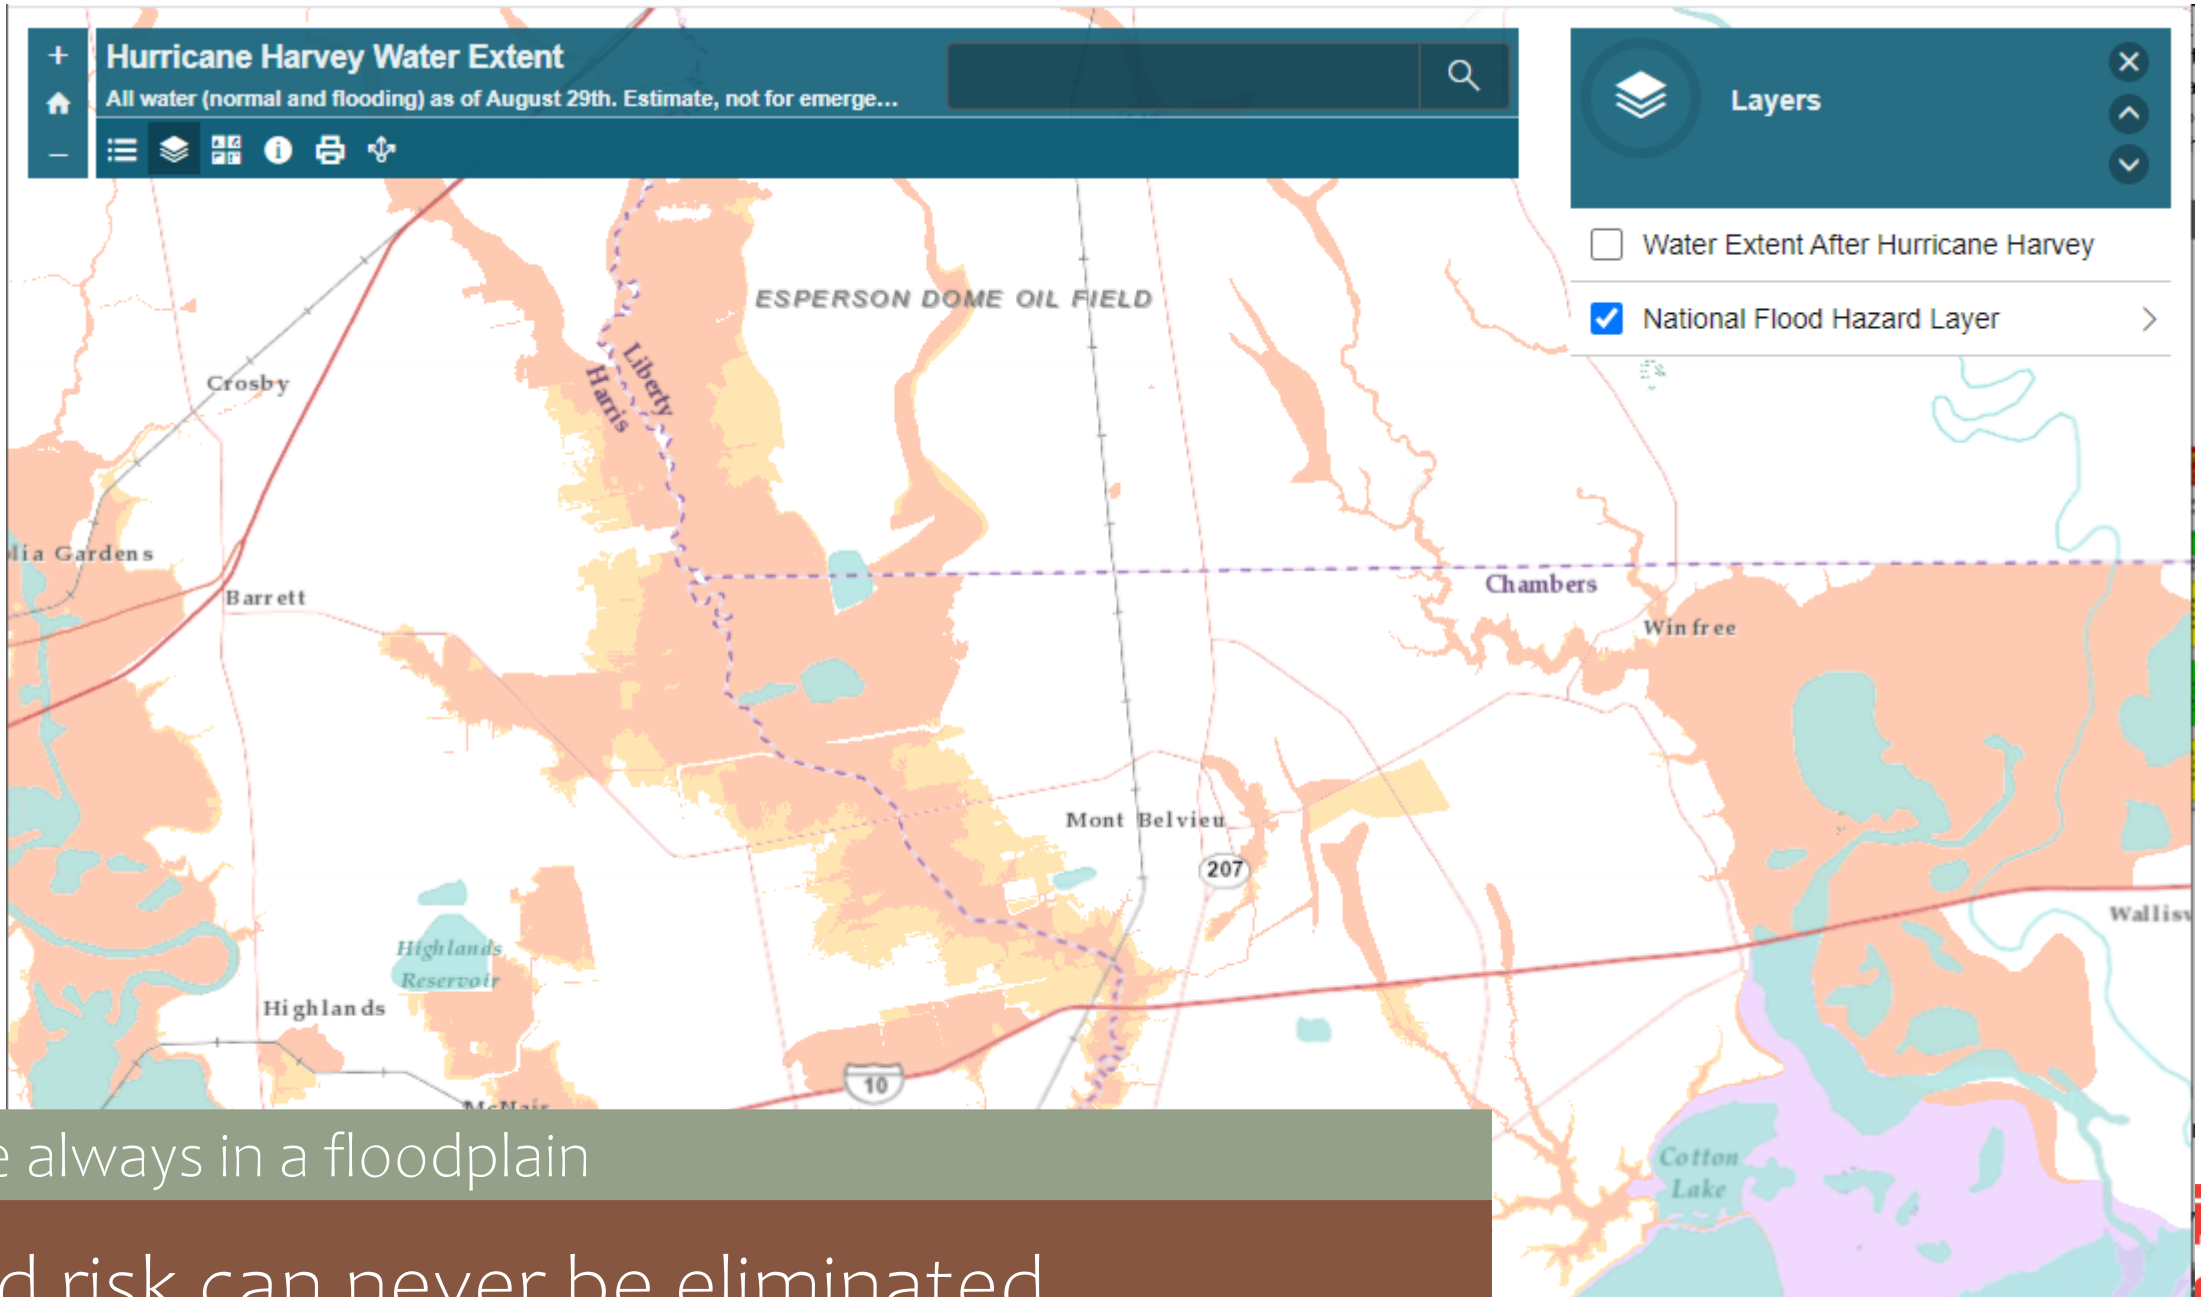 Hurricane Harvey Water Extent
All water (normal and flooding) as of August 29th. Estimate, not for emerge...
Layers
Water Extent After Hurricane Harvey
National Flood Hazard Layer
ESPERSON DOME OIL FIELD
Liberty
Harris
Crosby
lia Gardens
Barrett
Chambers
Winfree
Mont Belvieu
207
Wallisv
Highlands
Reservoir
Highlands
10
McNair
Cotton
Lake
e always in a floodplain
d risk can never be eliminated